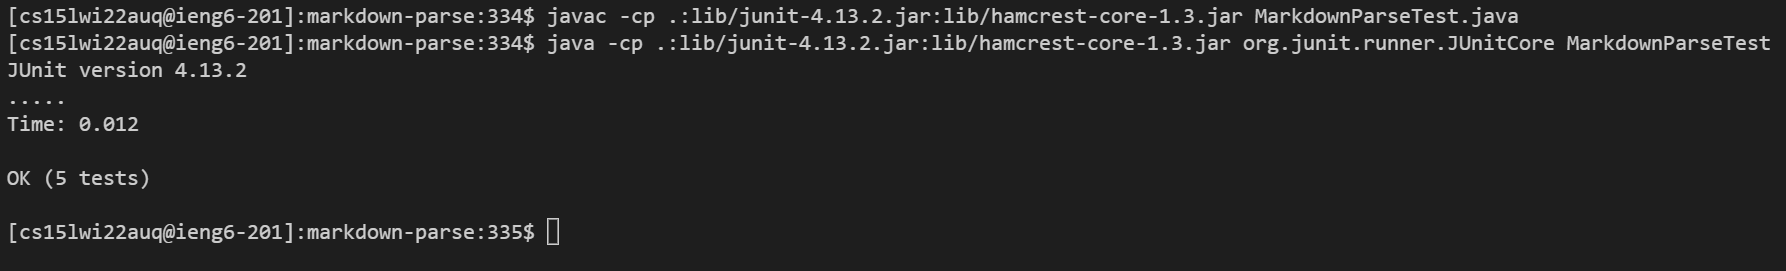 [cs15lwi22auq@ieng6-201]:markdown-parse:334$ javac -cp .:lib/junit-4.13.2.jar:lib/hamcrest-core-1.3.jar MarkdownParseTest.java
[cs15lwi22auq@ieng6-201]:markdown-parse:334$ java -cp .:lib/junit-4.13.2.jar:lib/hamcrest-core-1.3.jar org.junit.runner.JUnitCore MarkdownParseTest
JUnit version 4.13.2
.....
Time: 0.012
OK (5 tests)
[cs15lwi22auq@ieng6-201]:markdown-parse:335$